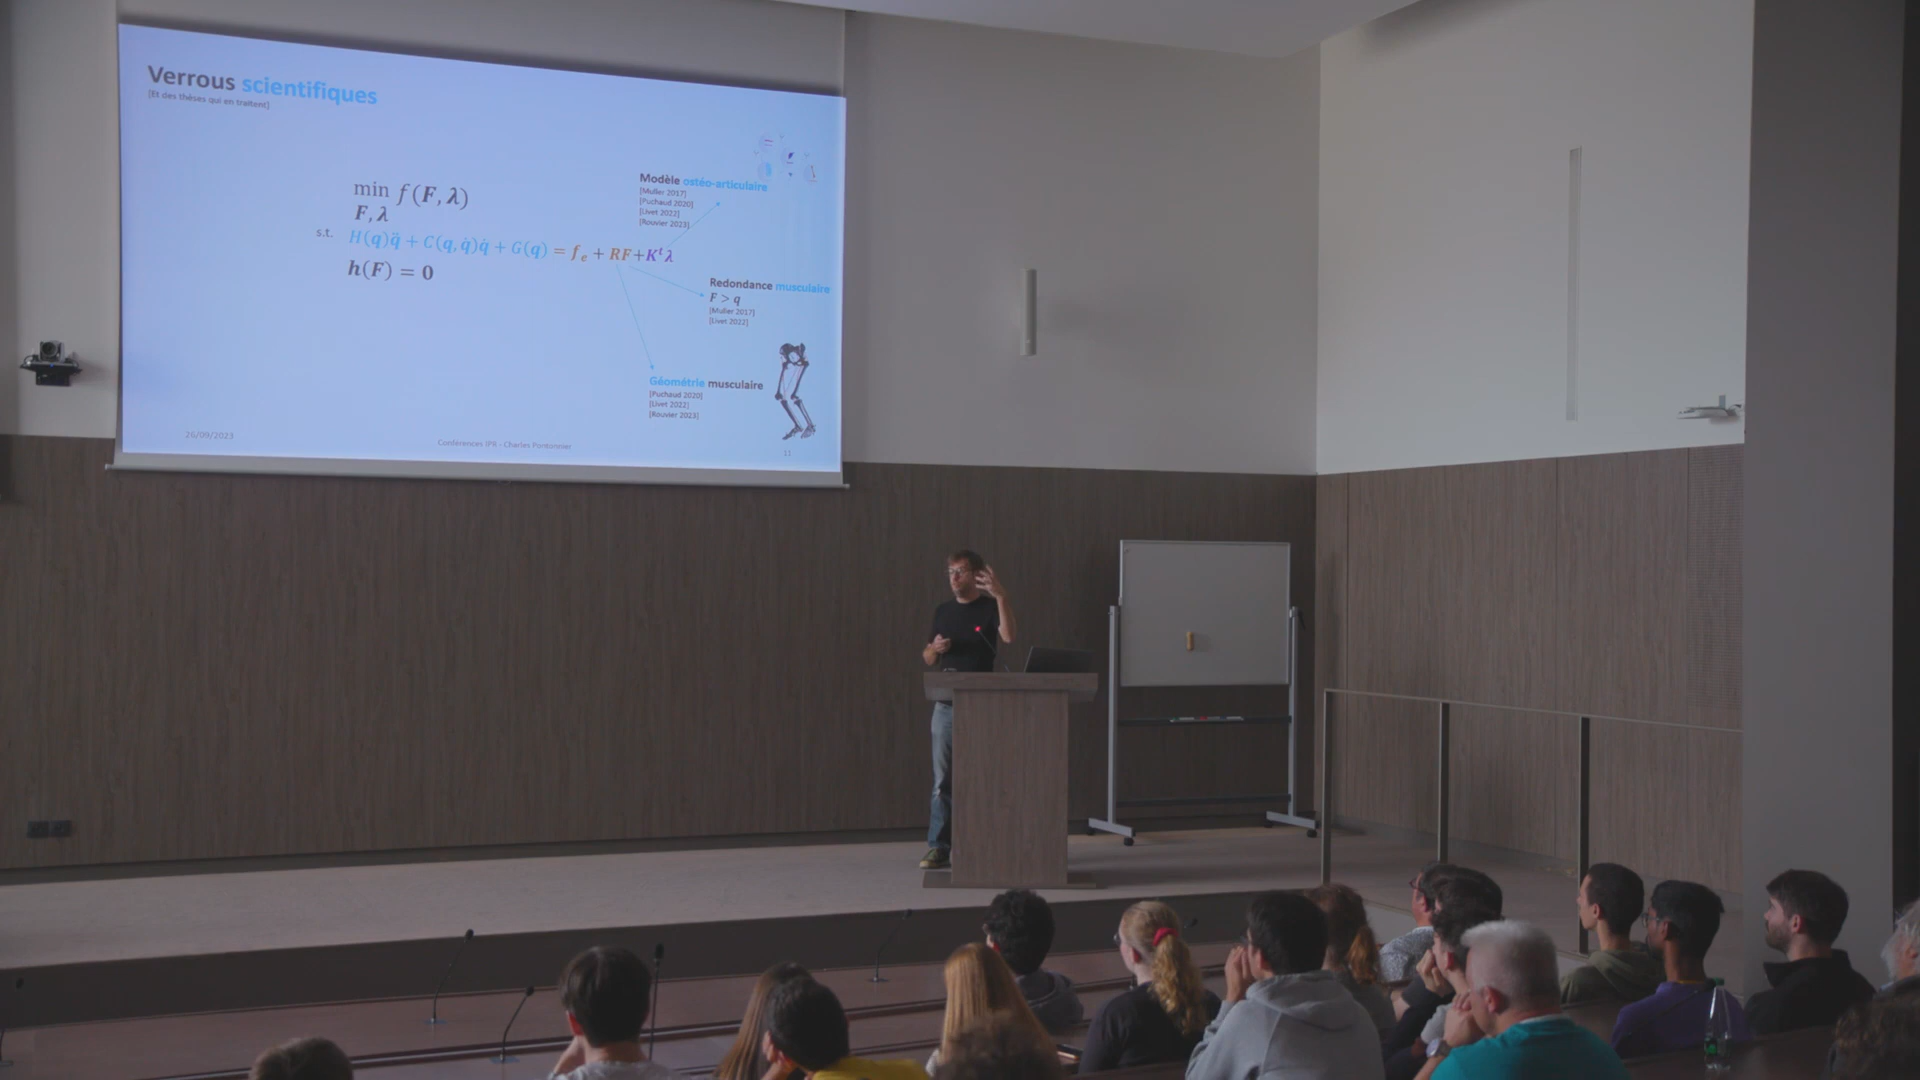 Verrous scientifiques
[Et des thèses qui en traitent]
min f(F, λ)
F, λ
s.t. H(q)q̈ + C(q, q̇)q̇ + G(q) = fₑ + RF+Kᵗλ
h(F) = 0
Modèle ostéo-articulaire
[Muller 2017]
[Puchaud 2020]
[Livet 2022]
[Rouvier 2023]
Redondance musculaire
F > q
[Muller 2017]
[Livet 2022]
Géométrie musculaire
[Puchaud 2020]
[Livet 2022]
[Rouvier 2023]
26/09/2023
Conférences IPR - Charles Pontonnier
11